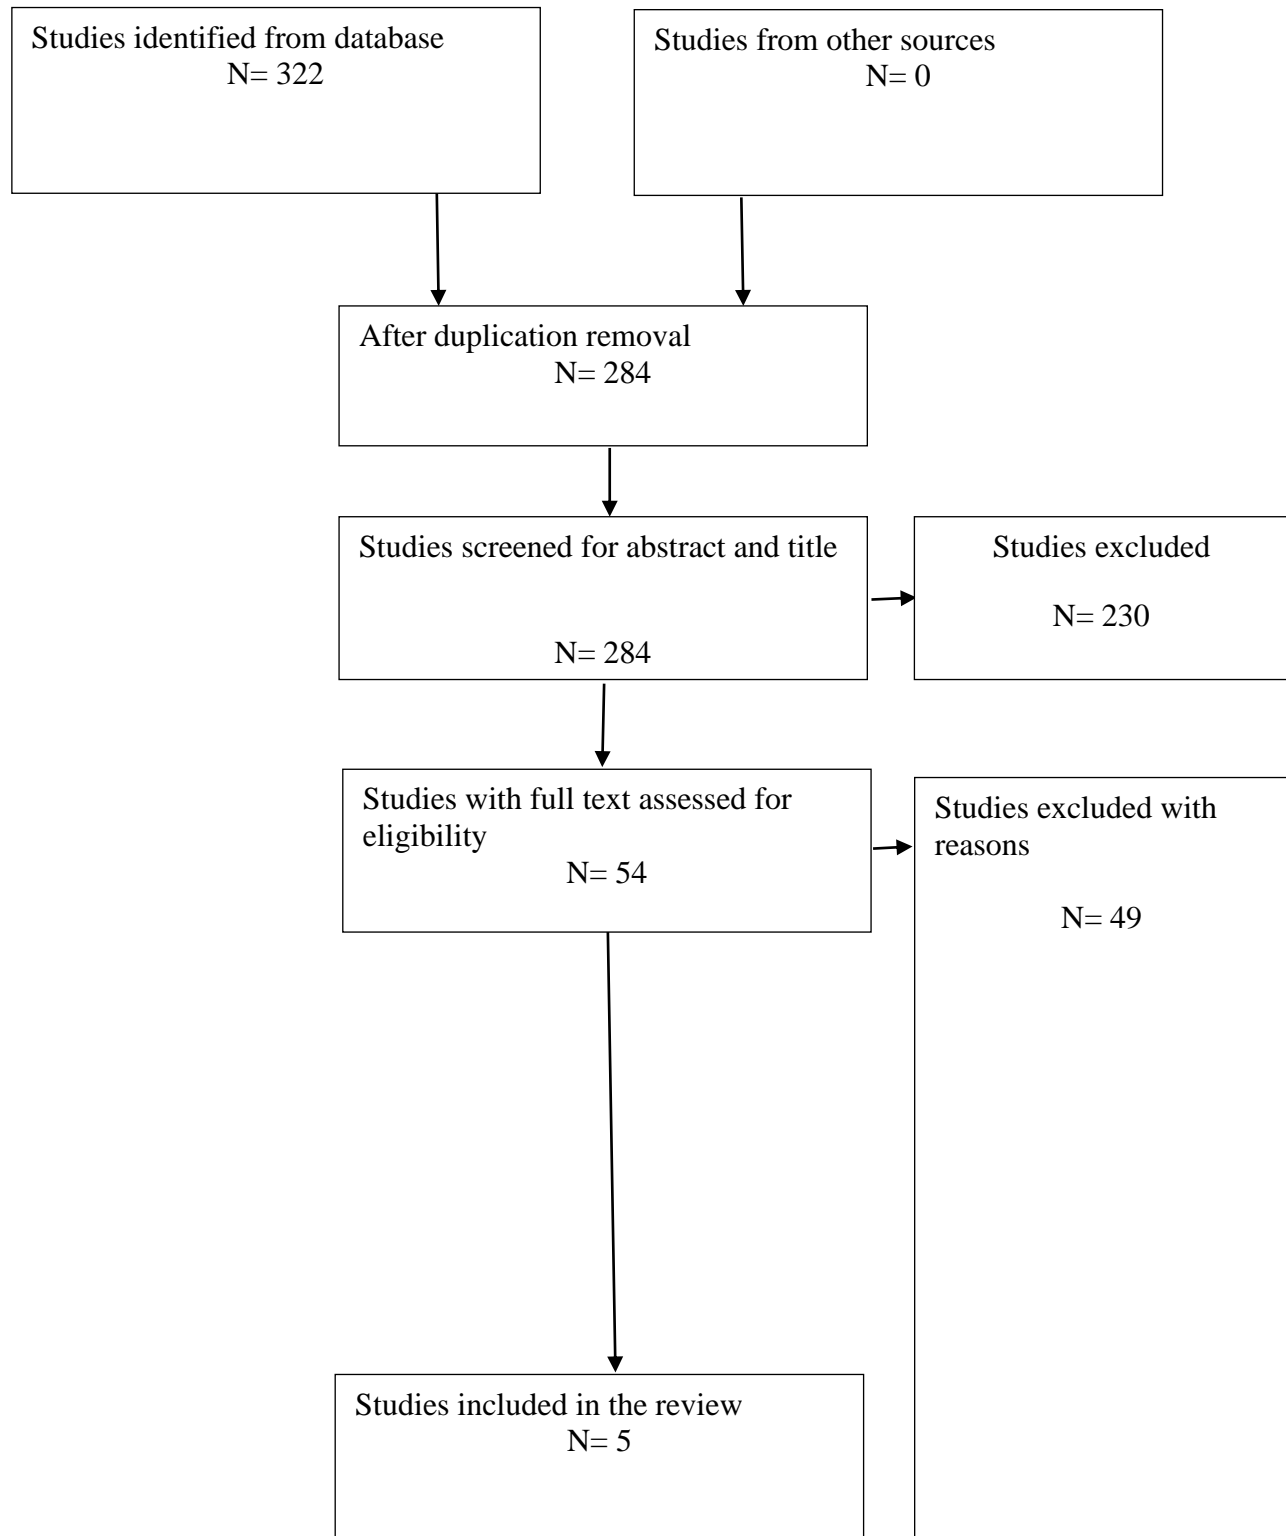 Studies identified from database
N= 322
Studies from other sources
N= 0
After duplication removal
N= 284
Studies screened for abstract and title
N= 284
Studies excluded
N= 230
Studies with full text assessed for
eligibility
N= 54
Studies excluded with
reasons
N= 49
Studies included in the review
N= 5